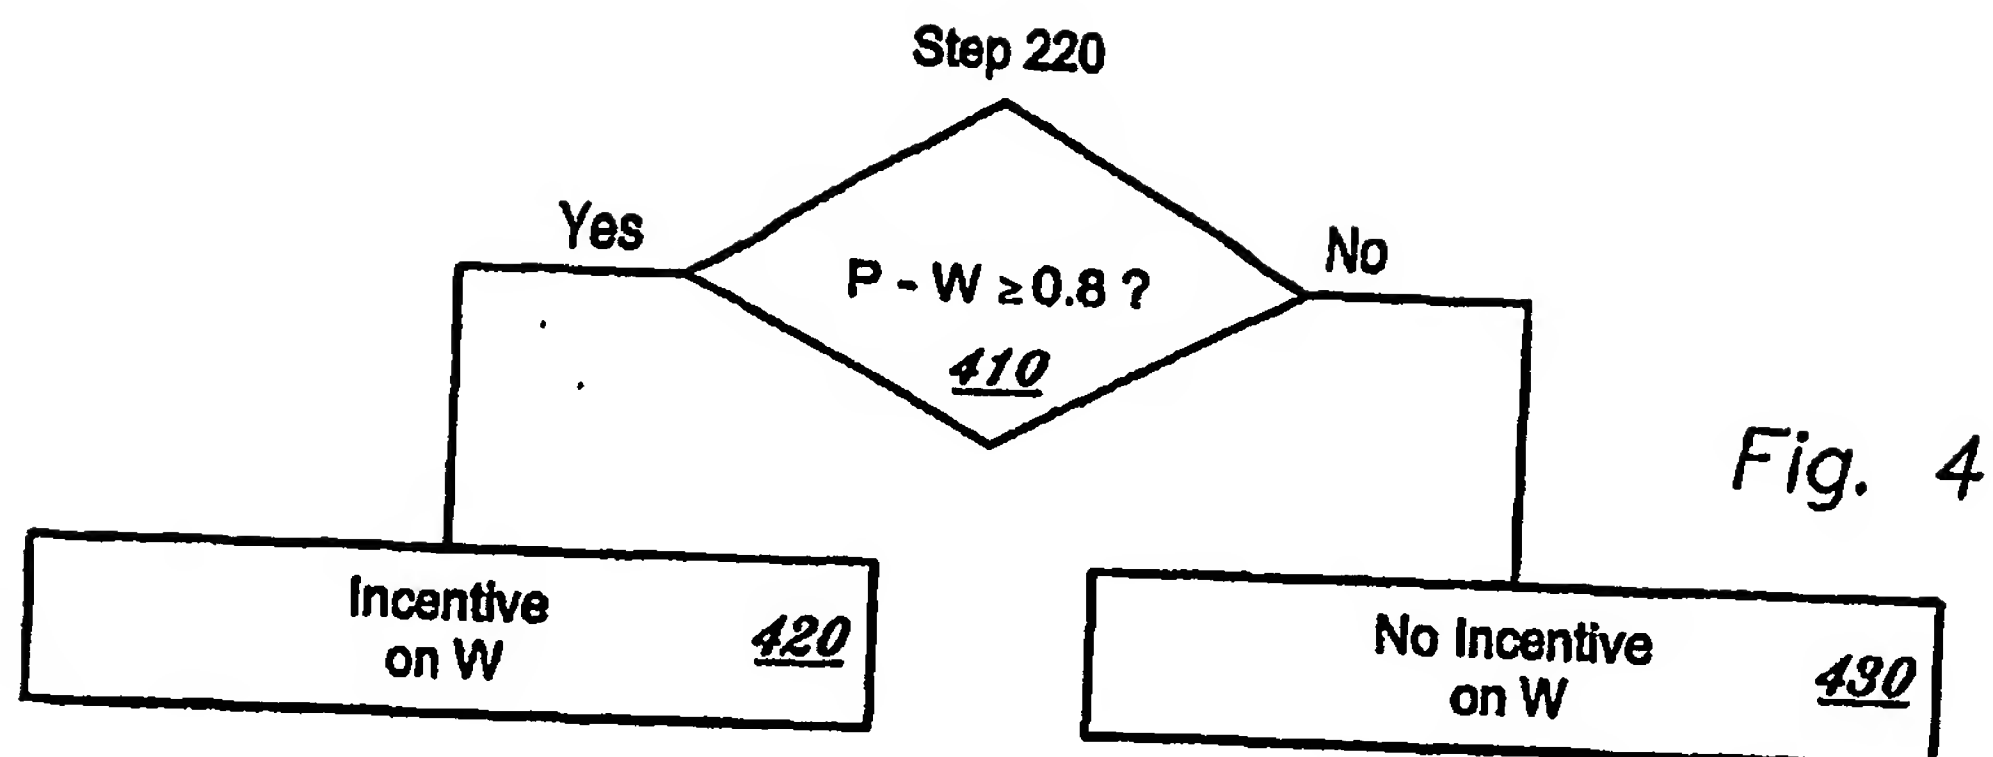 Step 220
Yes
No
P - W ≥ 0.8 ?
410
Fig. 4
Incentive
on W
420
No Incentive
on W
430